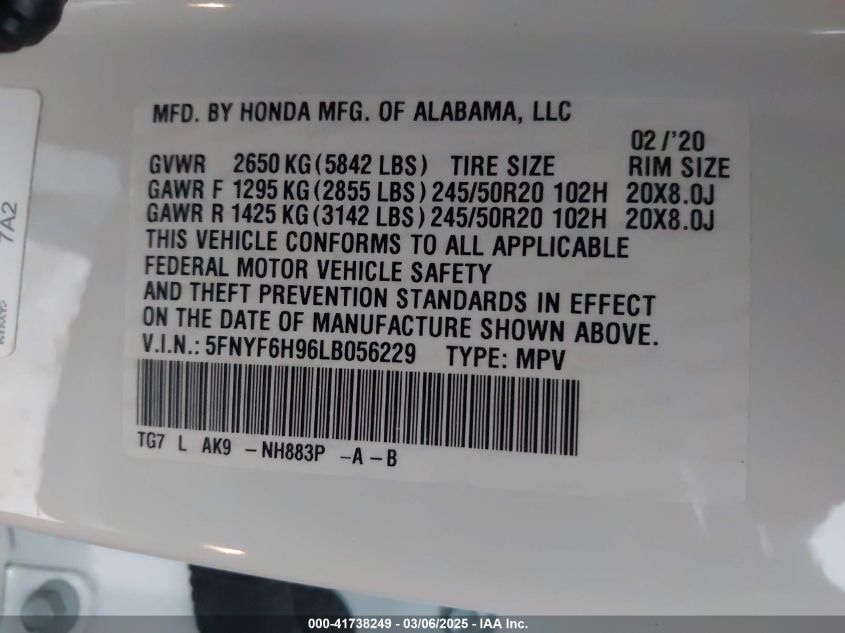 MFD. BY HONDA MFG. OF ALABAMA, LLC
02/'20
GVWR 2650 KG (5842 LBS) TIRE SIZE RIM SIZE
GAWR F 1295 KG (2855 LBS) 245/50R20 102H 20X8.0J
GAWR R 1425 KG (3142 LBS) 245/50R20 102H 20X8.0J
THIS VEHICLE CONFORMS TO ALL APPLICABLE
FEDERAL MOTOR VEHICLE SAFETY
AND THEFT PREVENTION STANDARDS IN EFFECT
ON THE DATE OF MANUFACTURE SHOWN ABOVE.
V.I.N.: 5FNYF6H96LB056229 TYPE: MPV
TG7 L AK9 -NH883P -A-B
7A2
000-41738249 - 03/06/2025 - IAA Inc.